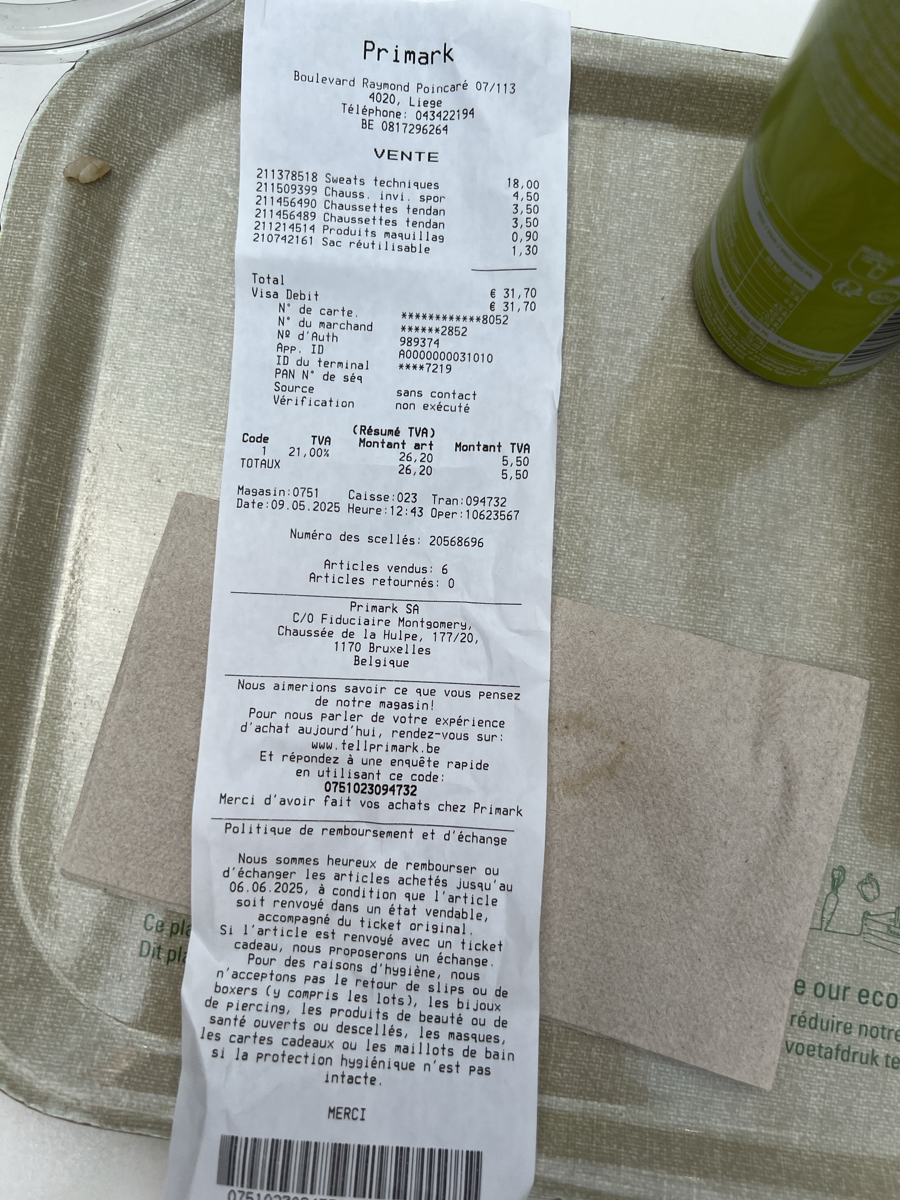 Primark
Boulevard Raymond Poincaré 07/113
4020, Liege
Téléphone: 043422194
BE 0817296264
VENTE
211378518 Sweats techniques 18,00
211509399 Chauss. invi. spor 4,50
211456490 Chaussettes tendan 3,50
211456489 Chaussettes tendan 3,50
211214514 Produits maquillag 0,90
210742161 Sac réutilisable 1,30
Total € 31,70
Visa Debit € 31,70
N° de carte. ************8052
N° du marchand ******2852
Nº d'Auth 989374
App. ID A0000000031010
ID du terminal ****7219
PAN N° de séq
Source sans contact
Vérification non exécuté
(Résumé TVA)
Code TVA Montant art Montant TVA
1 21,00% 26,20 5,50
TOTAUX 26,20 5,50
Magasin:0751 Caisse:023 Tran:094732
Date:09.05.2025 Heure:12:43 Oper:10623567
Numéro des scellés: 20568696
Articles vendus: 6
Articles retournés: 0
Primark SA
C/O Fiduciaire Montgomery,
Chaussée de la Hulpe, 177/20,
1170 Bruxelles
Belgique
Nous aimerions savoir ce que vous pensez
de notre magasin!
Pour nous parler de votre expérience
d'achat aujourd'hui, rendez-vous sur:
www.tellprimark.be
Et répondez à une enquête rapide
en utilisant ce code:
0751023094732
Merci d'avoir fait vos achats chez Primark
Politique de remboursement et d'échange
Nous sommes heureux de rembourser ou
d'échanger les articles achetés jusqu'au
06.06.2025, à condition que l'article
soit renvoyé dans un état vendable,
accompagné du ticket original.
Si l'article est renvoyé avec un ticket
cadeau, nous proposerons un échange.
Pour des raisons d'hygiène, nous
n'acceptons pas le retour de slips ou de
boxers (y compris les lots), les bijoux
de piercing, les produits de beauté ou de
santé ouverts ou descellés, les masques,
les cartes cadeaux ou les maillots de bain
si la protection hygiénique n'est pas
intacte.
MERCI
Ce pla
Dit pla
e our eco
réduire notre
voetafdruk te